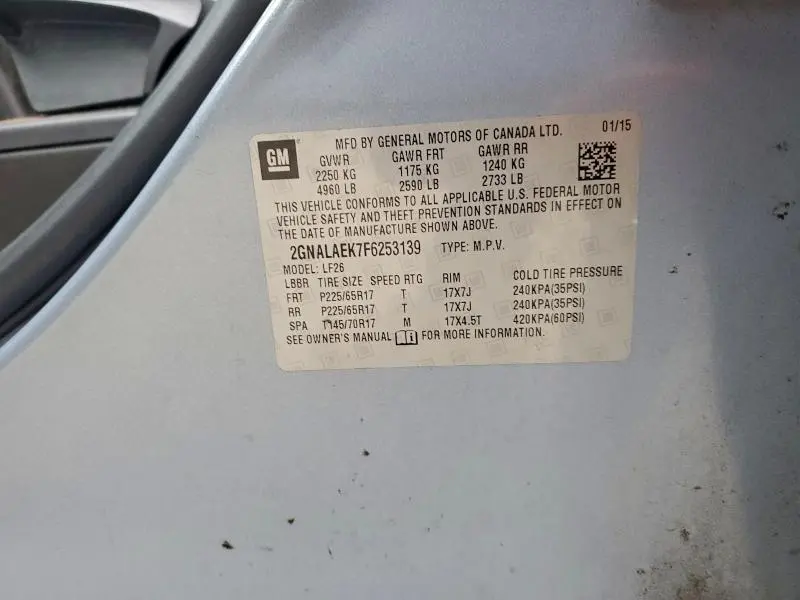 GM
MFD BY GENERAL MOTORS OF CANADA LTD. 01/15
GVWR GAWR FRT GAWR RR
2250 KG 1175 KG 1240 KG
4960 LB 2590 LB 2733 LB
THIS VEHICLE CONFORMS TO ALL APPLICABLE U.S. FEDERAL MOTOR
VEHICLE SAFETY AND THEFT PREVENTION STANDARDS IN EFFECT ON
THE DATE OF MANUFACTURE SHOWN ABOVE.
2GNALAEK7F6253139 TYPE: M.P.V.
MODEL: LF26
LBBR TIRE SIZE SPEED RTG RIM COLD TIRE PRESSURE
FRT P225/65R17 T 17X7J 240KPA(35PSI)
RR P225/65R17 T 17X7J 240KPA(35PSI)
SPA T145/70R17 M 17X4.5T 420KPA(60PSI)
SEE OWNER'S MANUAL FOR MORE INFORMATION.